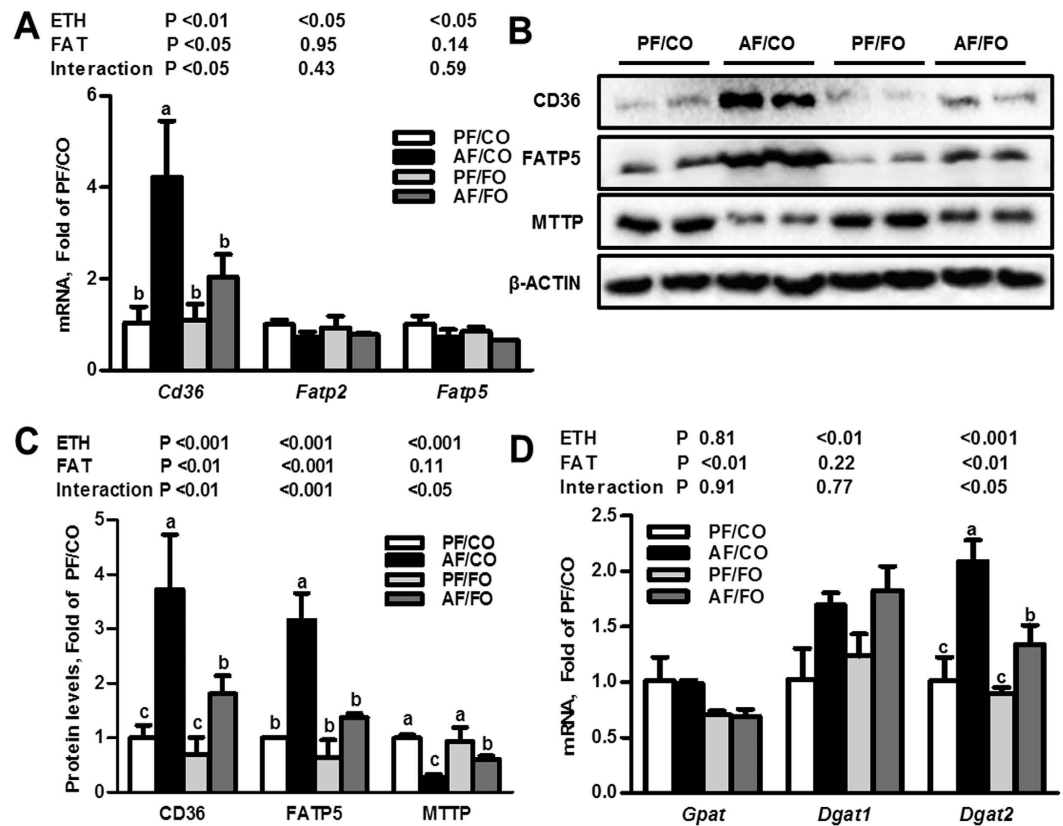 A
ETH P <0.01 <0.05 <0.05
FAT P <0.05 0.95 0.14
Interaction P <0.05 0.43 0.59
mRNA, Fold of PF/CO
6
4
2
0
a
b
b
b
PF/CO
AF/CO
PF/FO
AF/FO
Cd36 Fatp2 Fatp5
B
PF/CO AF/CO PF/FO AF/FO
CD36
FATP5
MTTP
β-ACTIN
C
ETH P <0.001 <0.001 <0.001
FAT P <0.01 <0.001 0.11
Interaction P <0.01 <0.001 <0.05
Protein levels, Fold of PF/CO
5
4
3
2
1
0
c a c b
b a b b
a c a b
PF/CO
AF/CO
PF/FO
AF/FO
CD36 FATP5 MTTP
D
ETH P 0.81 <0.01 <0.001
FAT P <0.01 0.22 <0.01
Interaction P 0.91 0.77 <0.05
mRNA, Fold of PF/CO
2.5
2.0
1.5
1.0
0.5
0.0
PF/CO
AF/CO
PF/FO
AF/FO
c a c b
Gpat Dgat1 Dgat2